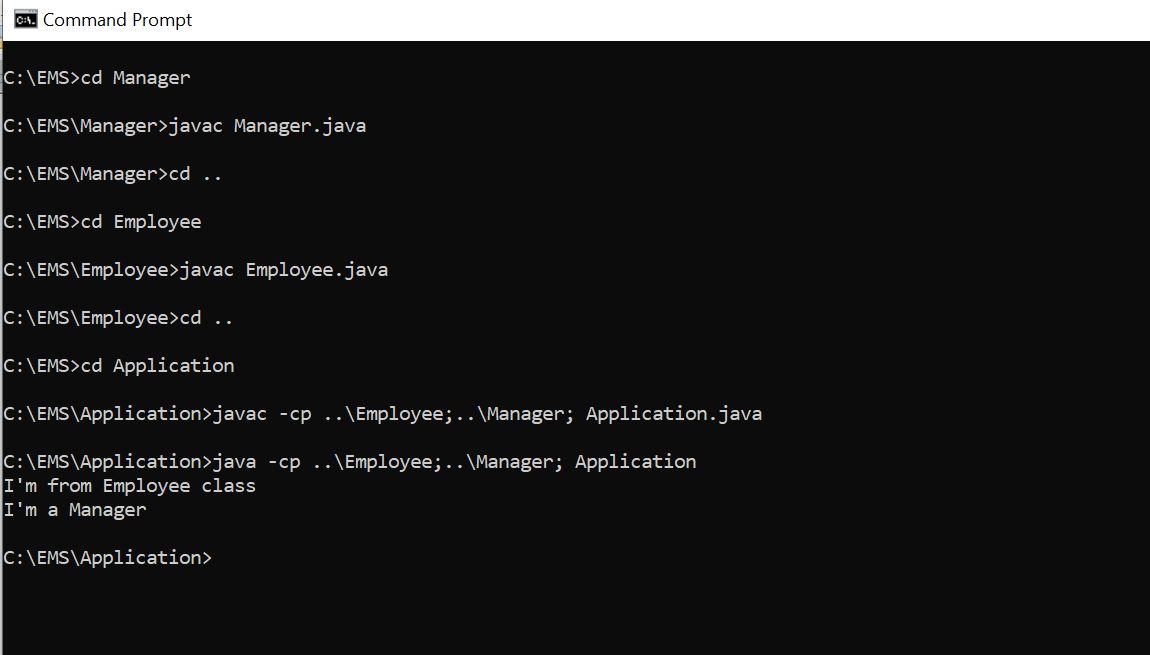 Command Prompt
C:\EMS>cd Manager
C:\EMS\Manager>javac Manager.java
C:\EMS\Manager>cd ..
C:\EMS>cd Employee
C:\EMS\Employee>javac Employee.java
C:\EMS\Employee>cd ..
C:\EMS>cd Application
C:\EMS\Application>javac -cp ..\Employee;..\Manager; Application.java
C:\EMS\Application>java -cp ..\Employee;..\Manager; Application
I'm from Employee class
I'm a Manager
C:\EMS\Application>